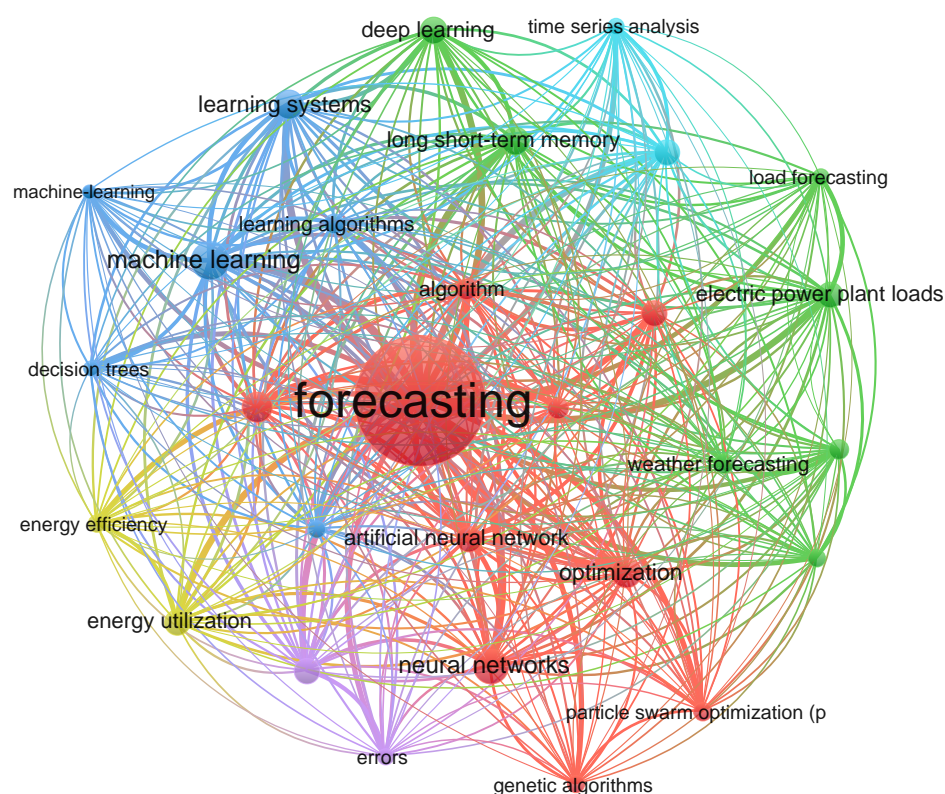 time series analysis
deep learning
learning systems
long short-term memory
load forecasting
machine-learning
learning algorithms
machine learning
algorithm
electric power plant loads
decision trees
forecasting
weather forecasting
energy efficiency
artificial neural network
optimization
energy utilization
neural networks
particle swarm optimization (p
errors
genetic algorithms